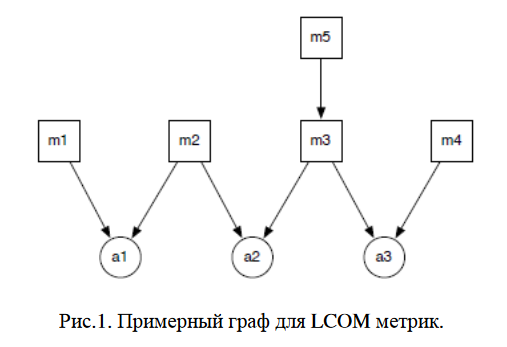 m5
m1 m2 m3 m4
a1 a2 a3
Рис.1. Примерный граф для LCOM метрик.